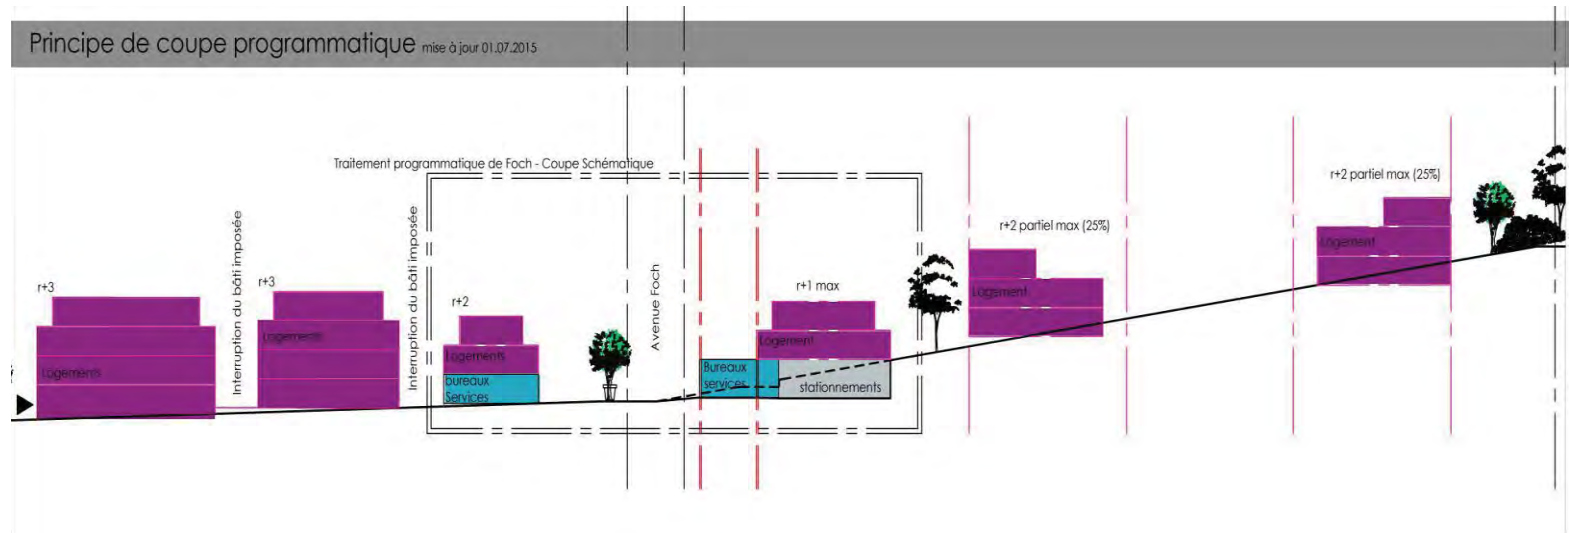 Principe de coupe programmatique mise à jour 01.07.2015
Traitement programmatique de Foch - Coupe Schématique
r+3
Logements
Interruption du bâti imposée
r+3
Logements
Interruption du bâti imposée
r+2
Logements
bureaux
Services
Avenue Foch
Bureaux
services
r+1 max
Logement
stationnements
r+2 partiel max (25%)
Logement
r+2 partiel max (25%)
Logement